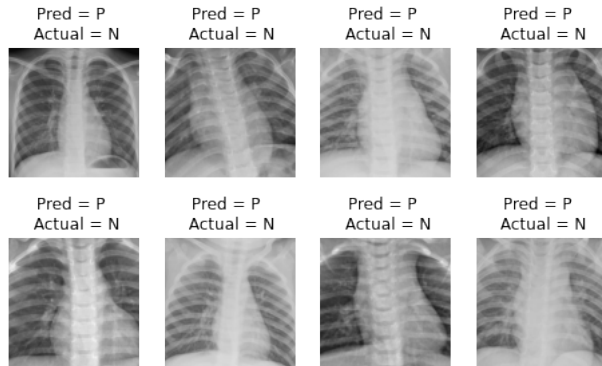 Pred = P
Actual = N
Pred = P
Actual = N
Pred = P
Actual = N
Pred = P
Actual = N
Pred = P
Actual = N
Pred = P
Actual = N
Pred = P
Actual = N
Pred = P
Actual = N